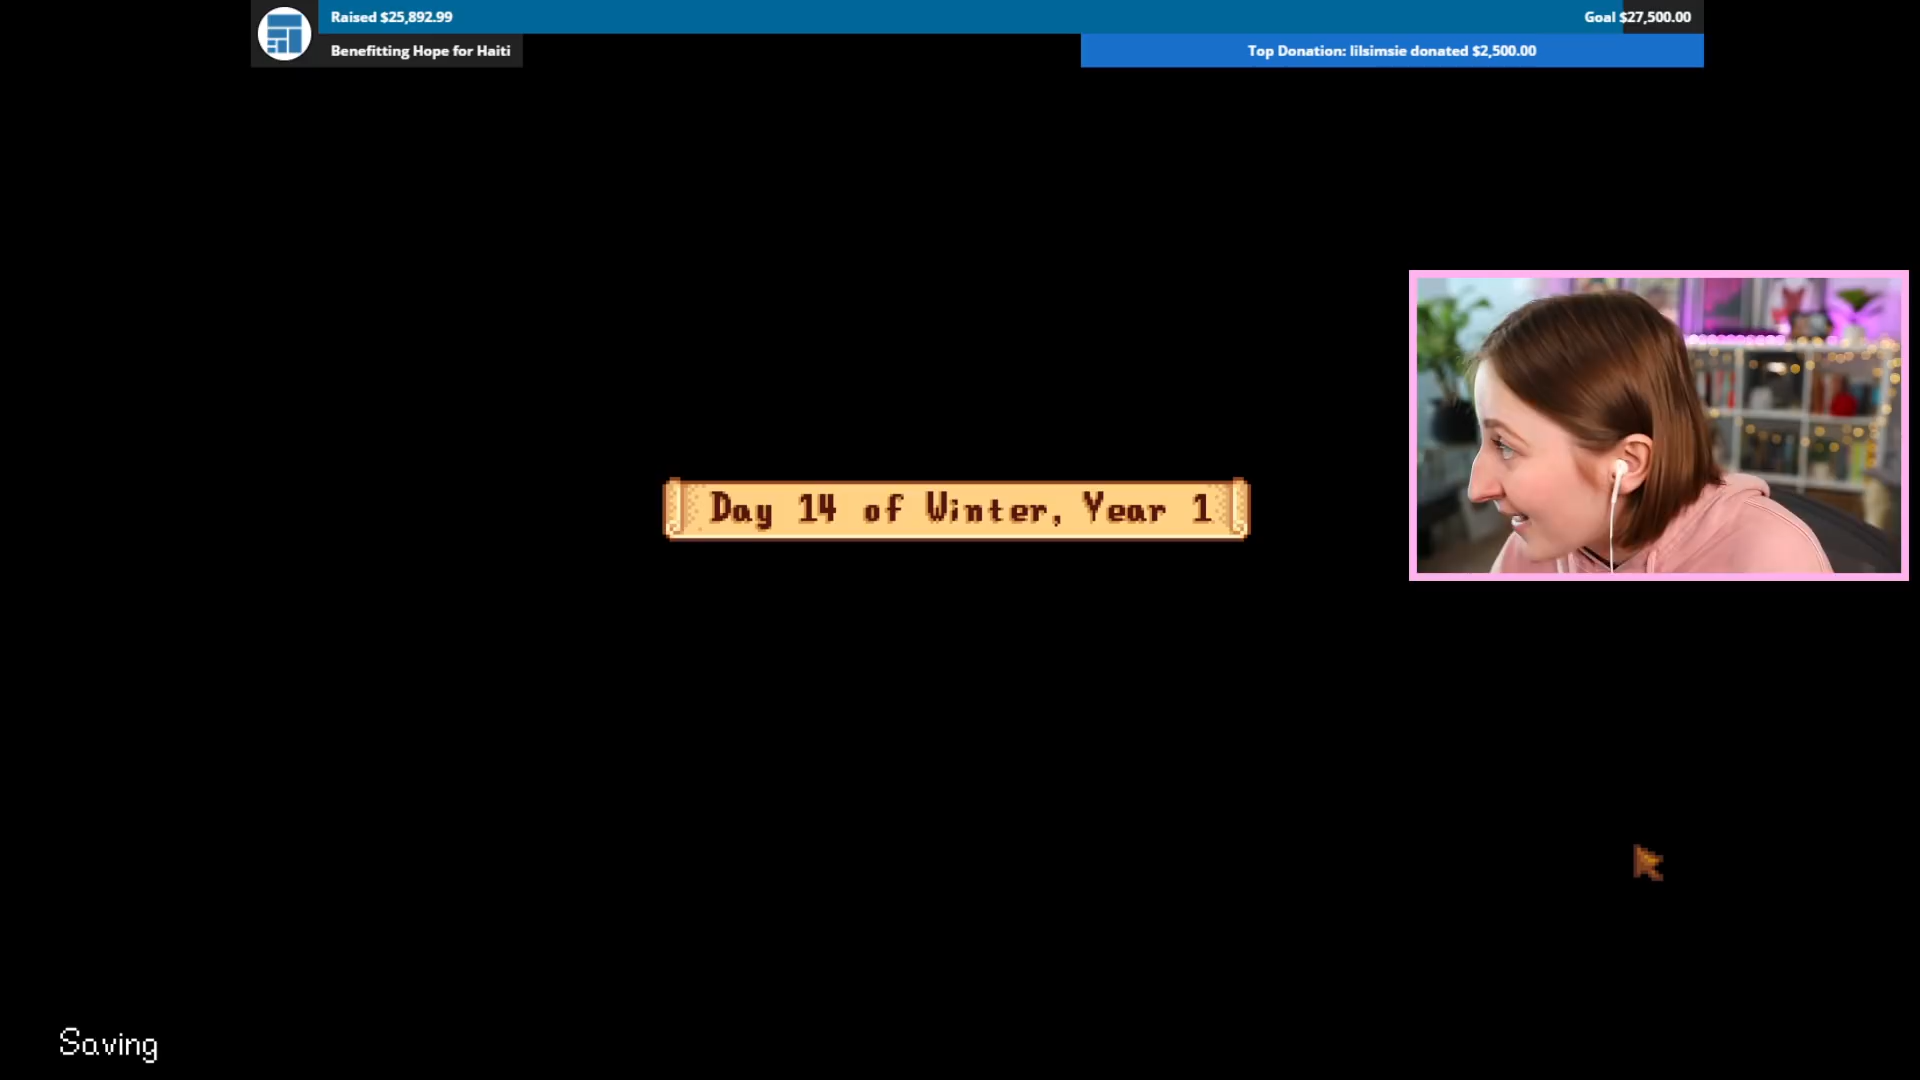 Raised $25,892.99
Goal $27,500.00
Benefitting Hope for Haiti
Top Donation: lilsimsie donated $2,500.00
Day 14 of Winter, Year 1
Saving